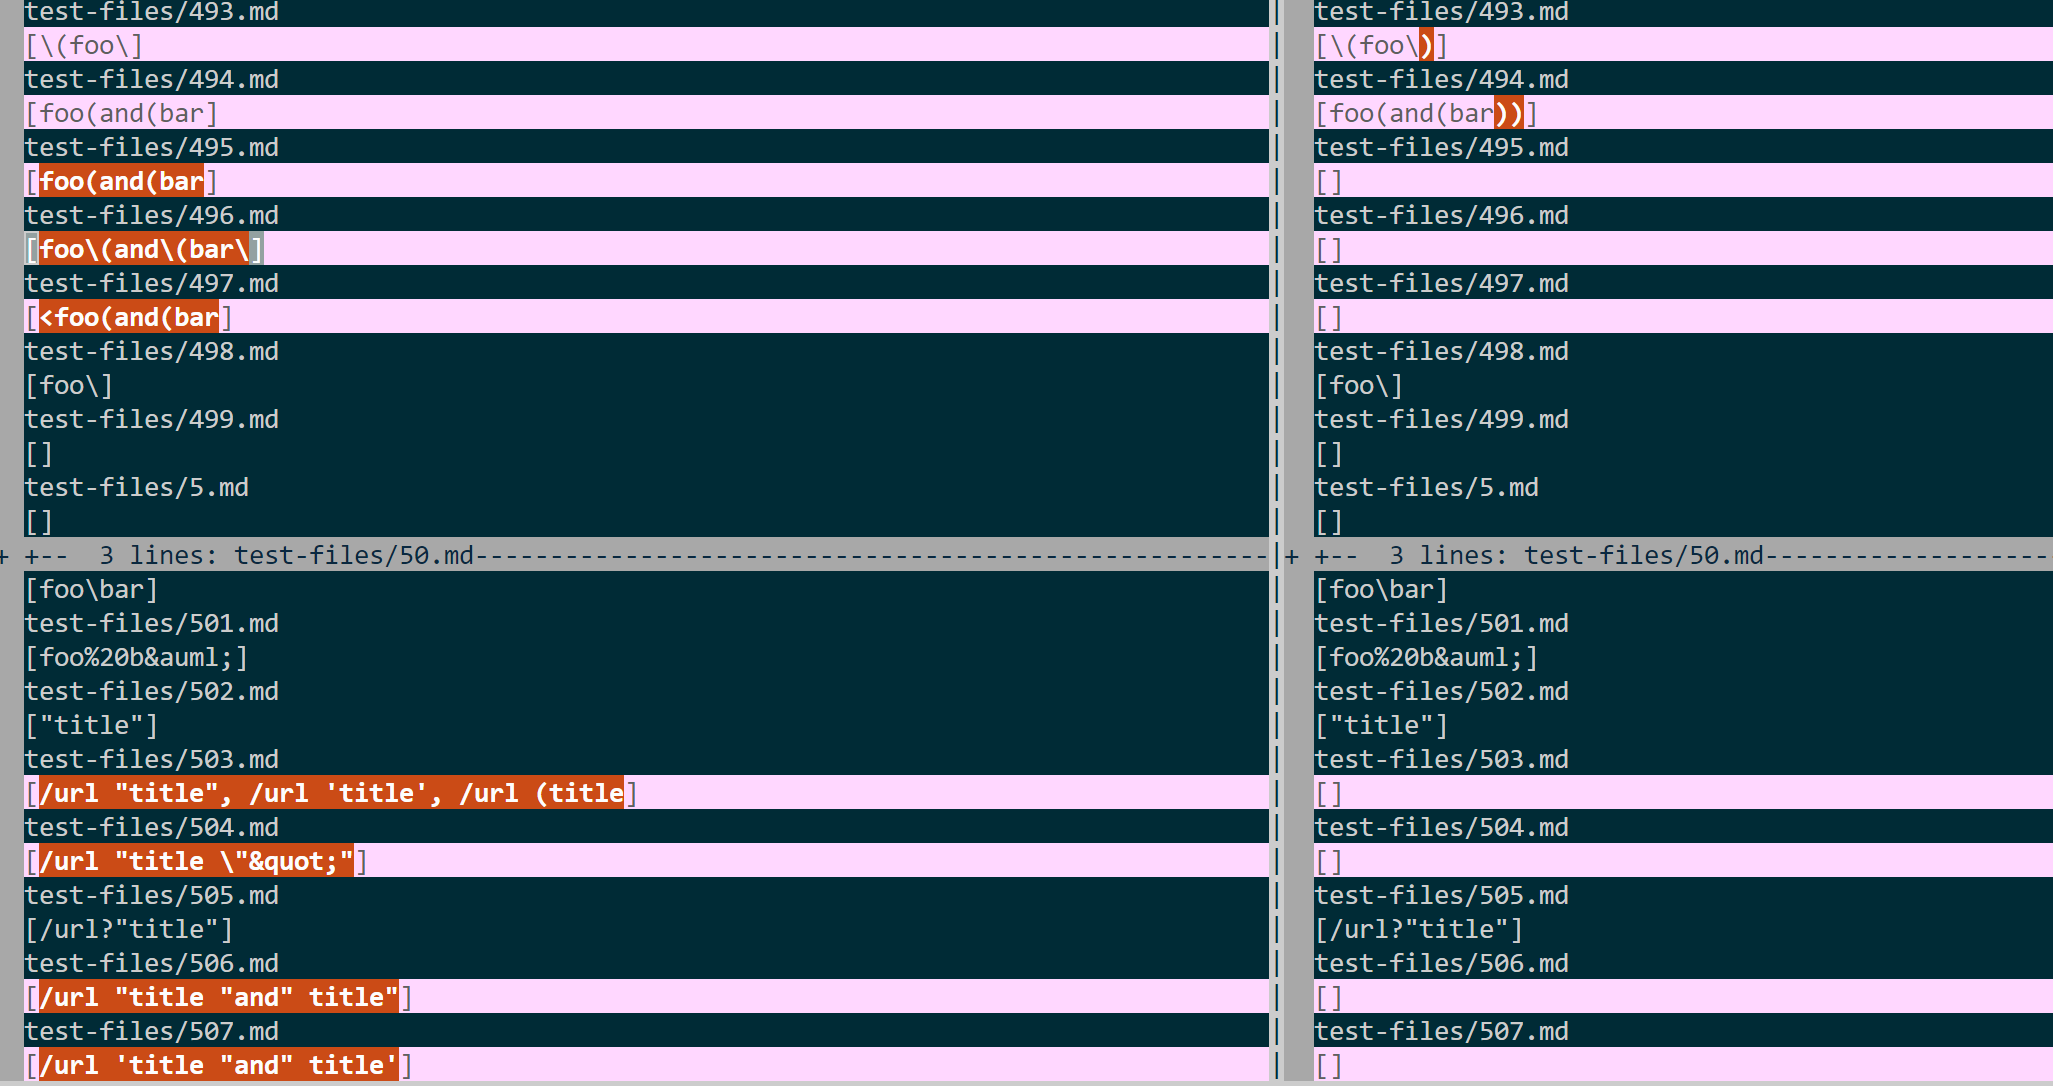 test-files/493.md
[\(foo\]
test-files/494.md
[foo(and(bar]
test-files/495.md
[foo(and(bar]
test-files/496.md
[foo\(and\(bar\]
test-files/497.md
[<foo(and(bar]
test-files/498.md
[foo\]
test-files/499.md
[]
test-files/5.md
[]
+ +--  3 lines: test-files/50.md-----------------------------------------------------
[foo\bar]
test-files/501.md
[foo%20b&auml;]
test-files/502.md
["title"]
test-files/503.md
[/url "title", /url 'title', /url (title]
test-files/504.md
[/url "title \"&quot;"]
test-files/505.md
[/url?"title"]
test-files/506.md
[/url "title "and" title"]
test-files/507.md
[/url 'title "and" title']
test-files/493.md
[\(foo\)]
test-files/494.md
[foo(and(bar))]
test-files/495.md
[]
test-files/496.md
[]
test-files/497.md
[]
test-files/498.md
[foo\]
test-files/499.md
[]
test-files/5.md
[]
+ +--  3 lines: test-files/50.md-------------------
[foo\bar]
test-files/501.md
[foo%20b&auml;]
test-files/502.md
["title"]
test-files/503.md
[]
test-files/504.md
[]
test-files/505.md
[/url?"title"]
test-files/506.md
[]
test-files/507.md
[]